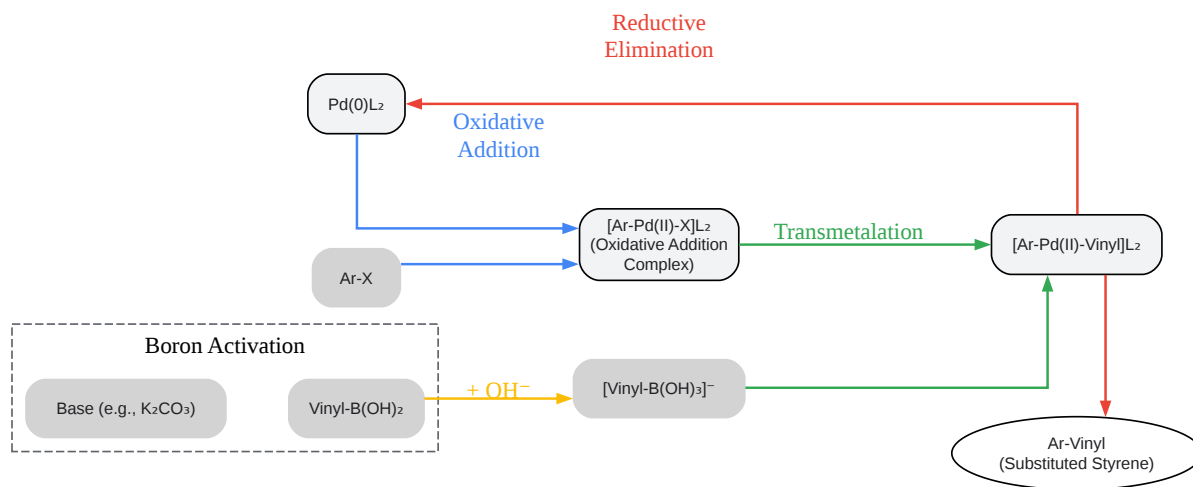 Reductive
Elimination
Pd(0)L₂
Oxidative
Addition
[Ar-Pd(II)-X]L₂
(Oxidative Addition
Complex)
Transmetalation
[Ar-Pd(II)-Vinyl]L₂
Ar-X
Boron Activation
Base (e.g., K₂CO₃)
Vinyl-B(OH)₂
+ OH⁻
[Vinyl-B(OH)₃]⁻
Ar-Vinyl
(Substituted Styrene)